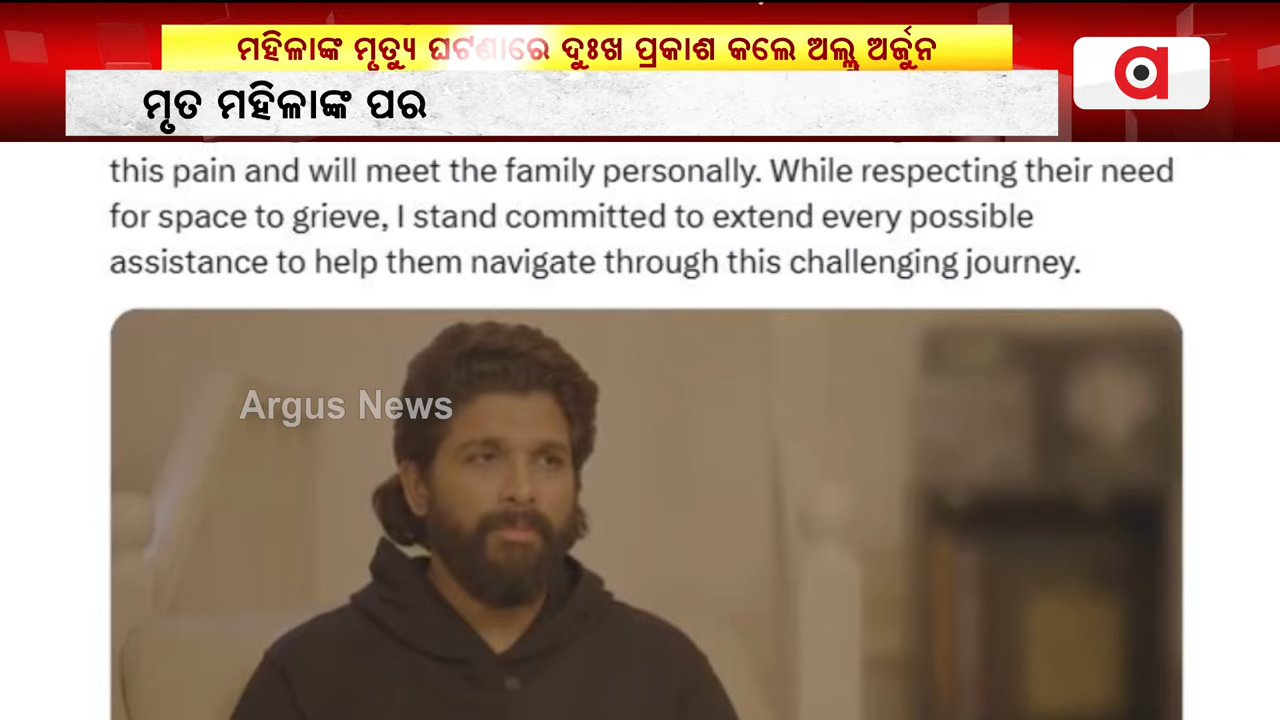 ମହିଳାଙ୍କ ମୃତ୍ୟୁ ଘଟଣାରେ ଦୁଃଖ ପ୍ରକାଶ କଲେ ଅଲ୍ଲୁ ଅର୍ଜୁନ
ମୃତ ମହିଳାଙ୍କ ପର
this pain and will meet the family personally. While respecting their need
for space to grieve, I stand committed to extend every possible
assistance to help them navigate through this challenging journey.
Argus News